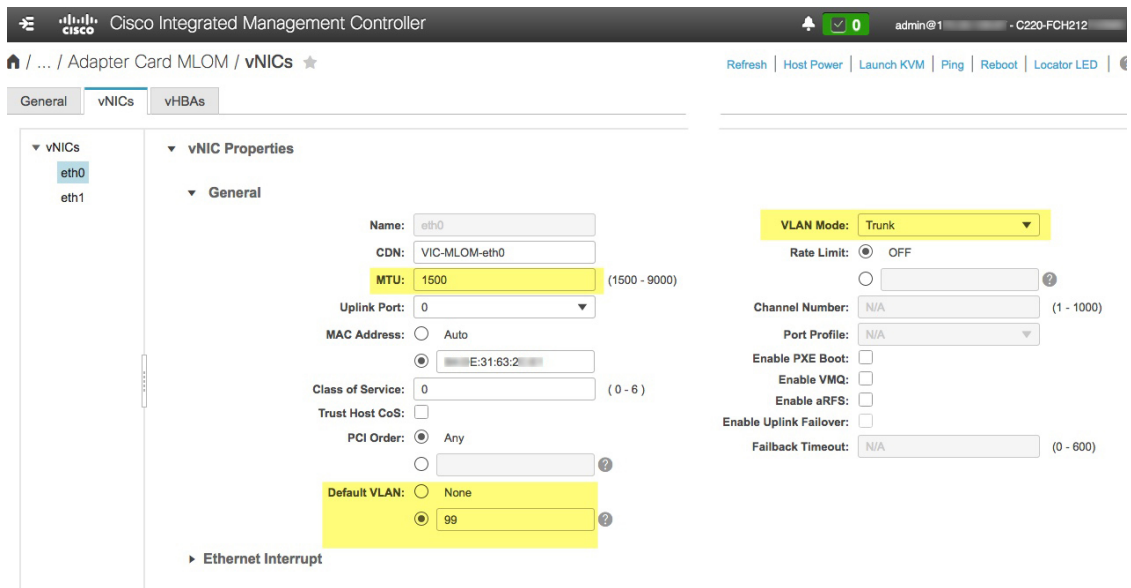 cisco Cisco Integrated Management Controller 0 admin@1 - C220-FCH212
/ ... / Adapter Card MLOM / vNICs
Refresh | Host Power | Launch KVM | Ping | Reboot | Locator LED |
General vNICs vHBAs
vNICs
eth0
eth1
vNIC Properties
General
Name: eth0
CDN: VIC-MLOM-eth0
MTU: 1500 (1500 - 9000)
Uplink Port: 0
MAC Address: Auto
E:31:63:2
Class of Service: 0 ( 0 - 6 )
Trust Host CoS:
PCI Order: Any
?
Default VLAN: None
99 ?
Ethernet Interrupt
VLAN Mode: Trunk
Rate Limit: OFF
?
Channel Number: N/A (1 - 1000)
Port Profile: N/A
Enable PXE Boot:
Enable VMQ:
Enable aRFS:
Enable Uplink Failover:
Failback Timeout: N/A (0 - 600)